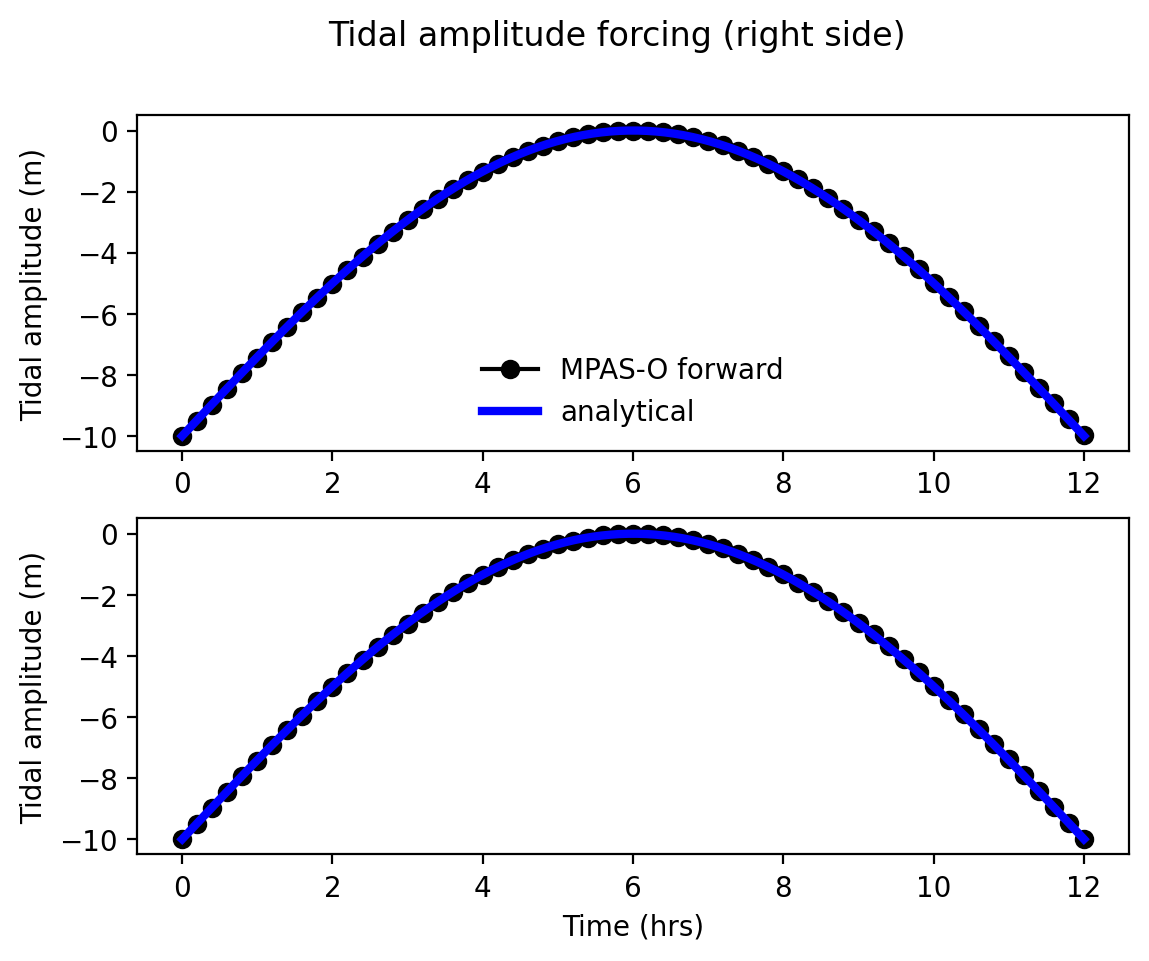 Tidal amplitude forcing (right side)
Tidal amplitude (m)
0
−2
−4
−6
−8
−10
MPAS-O forward
analytical
0 2 4 6 8 10 12
Tidal amplitude (m)
0
−2
−4
−6
−8
−10
0 2 4 6 8 10 12
Time (hrs)